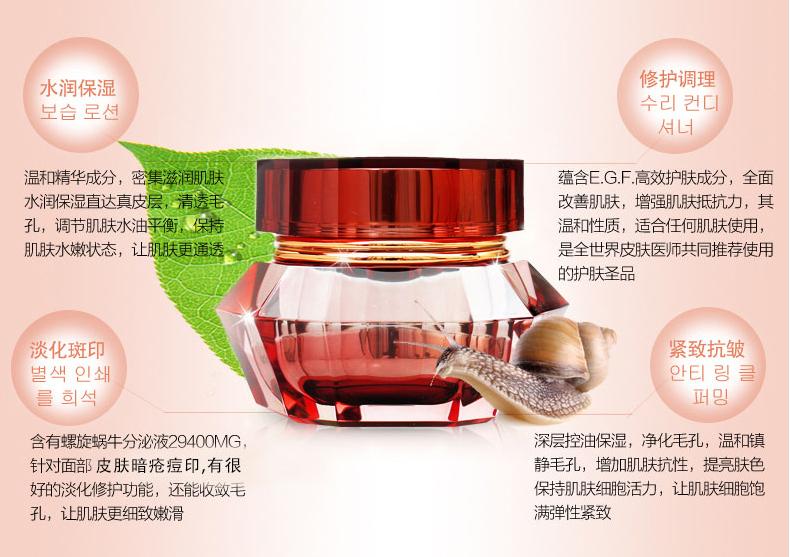 水润保湿
보습 로션
温和精华成分，密集滋润肌肤
水润保湿直达真皮层，清透毛
孔，调节肌肤水油平衡，保持
肌肤水嫩状态，让肌肤更通透
修护调理
수리 컨디
셔너
蕴含E.G.F.高效护肤成分，全面
改善肌肤，增强肌肤抵抗力，其
温和性质，适合任何肌肤使用，
是全世界皮肤医师共同推荐使用
的护肤圣品
淡化斑印
별색 인쇄
를 희석
含有螺旋蜗牛分泌液29400MG，
针对面部 皮肤暗疮痘印,有很
好的淡化修护功能，还能收敛毛
孔，让肌肤更细致嫩滑
紧致抗皱
안티 링 클
퍼밍
深层控油保湿，净化毛孔，温和镇
静毛孔，增加肌肤抗性，提亮肤色
保持肌肤细胞活力，让肌肤细胞饱
满弹性紧致